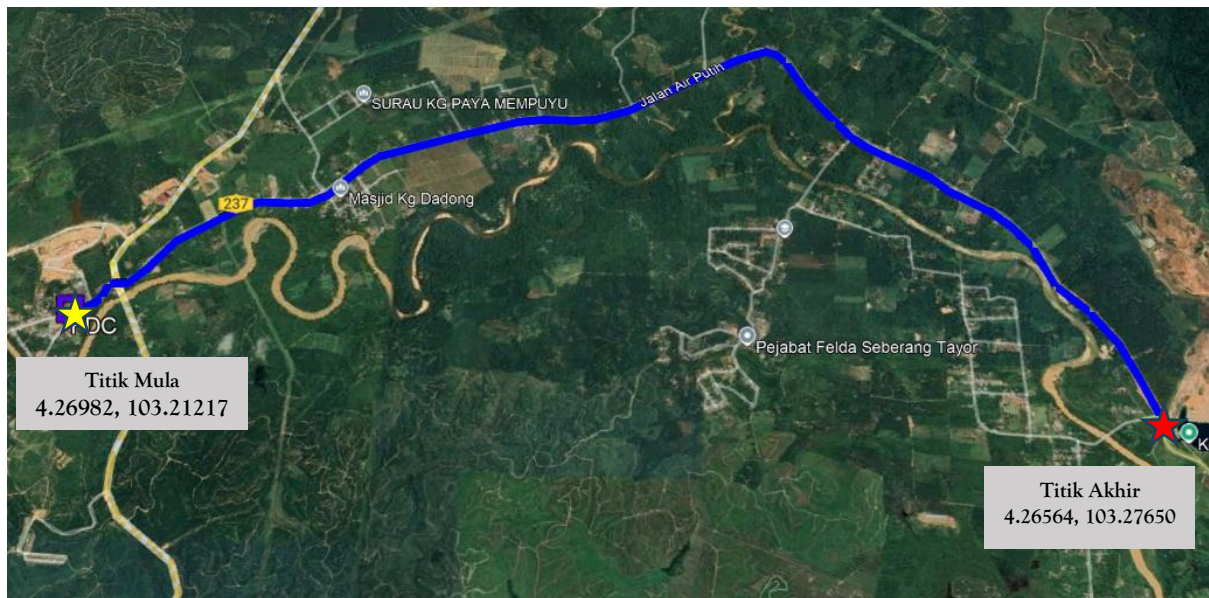 Jalan Air Putih
SURAU KG PAYA MEMPUYU
Masjid Kg Dadong
237
DC
Pejabat Felda Seberang Tayor
Titik Mula
4.26982, 103.21217
K
Titik Akhir
4.26564, 103.27650